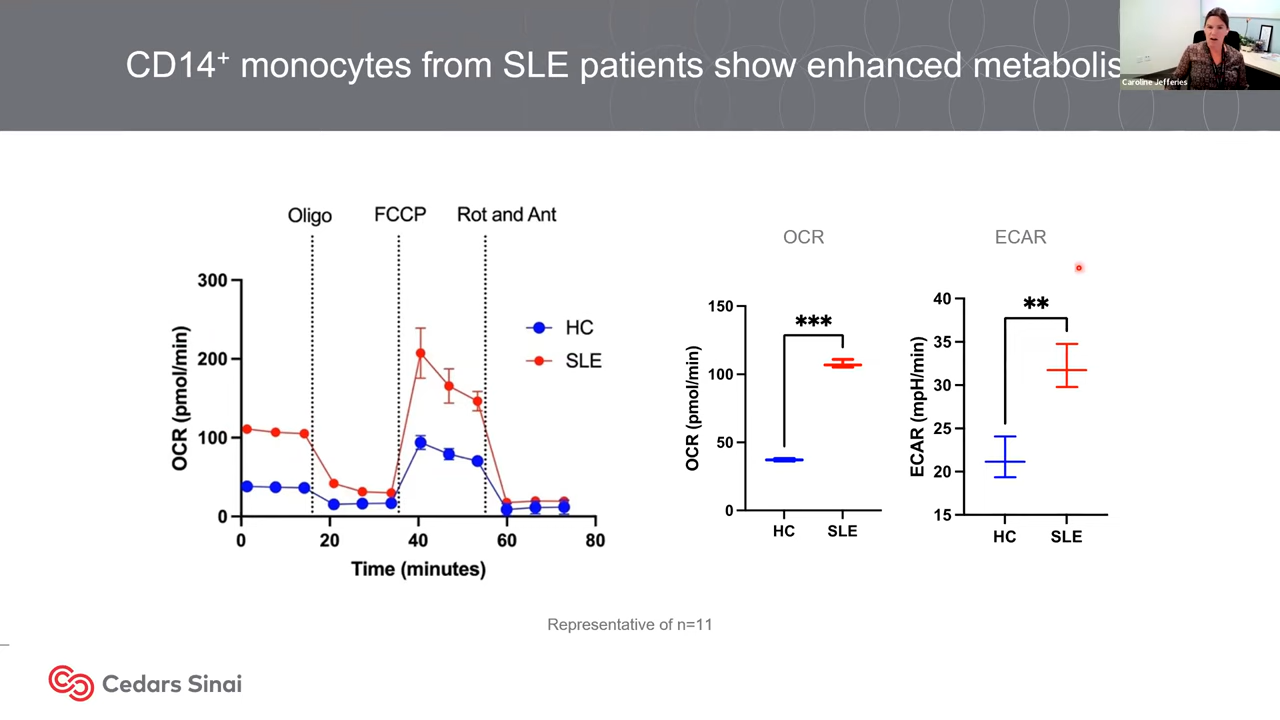 CD14+ monocytes from SLE patients show enhanced metabolis
Caroline Jefferies
Oligo FCCP Rot and Ant
300
200
100
0
OCR (pmol/min)
0 20 40 60 80
Time (minutes)
HC
SLE
OCR
150
100
50
0
OCR (pmol/min)
***
HC SLE
ECAR
40
35
30
25
20
15
ECAR (mpH/min)
**
HC SLE
Representative of n=11
Cedars Sinai